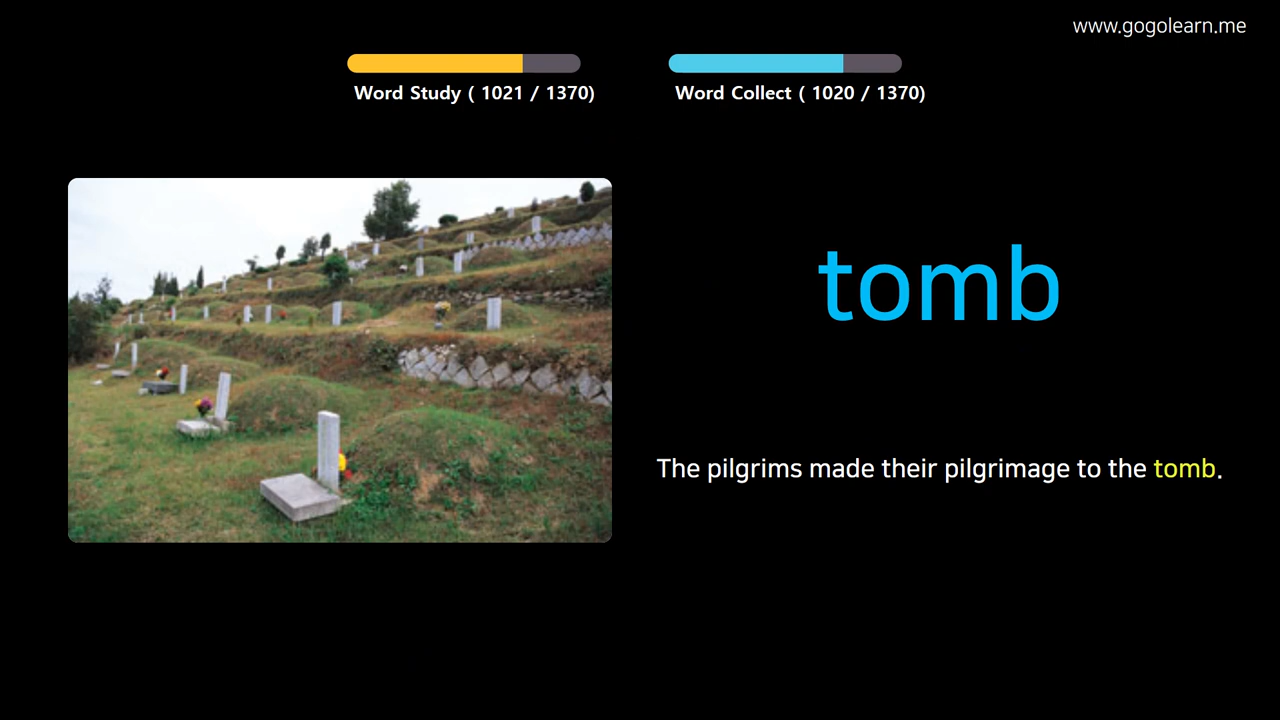 www.gogolearn.me
Word Study ( 1021 / 1370)
Word Collect ( 1020 / 1370)
tomb
The pilgrims made their pilgrimage to the tomb.